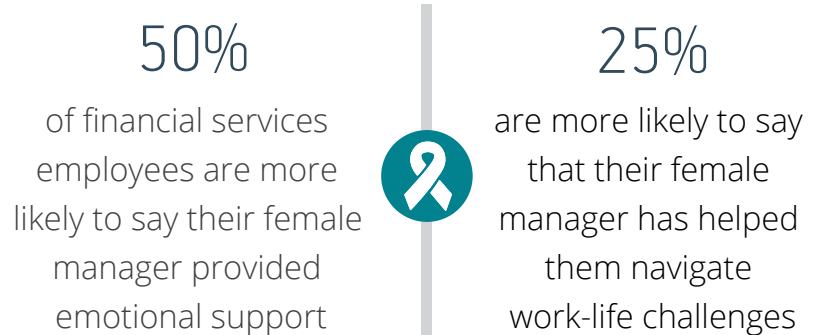 50%
of financial services
employees are more
likely to say their female
manager provided
emotional support
25%
are more likely to say
that their female
manager has helped
them navigate
work-life challenges